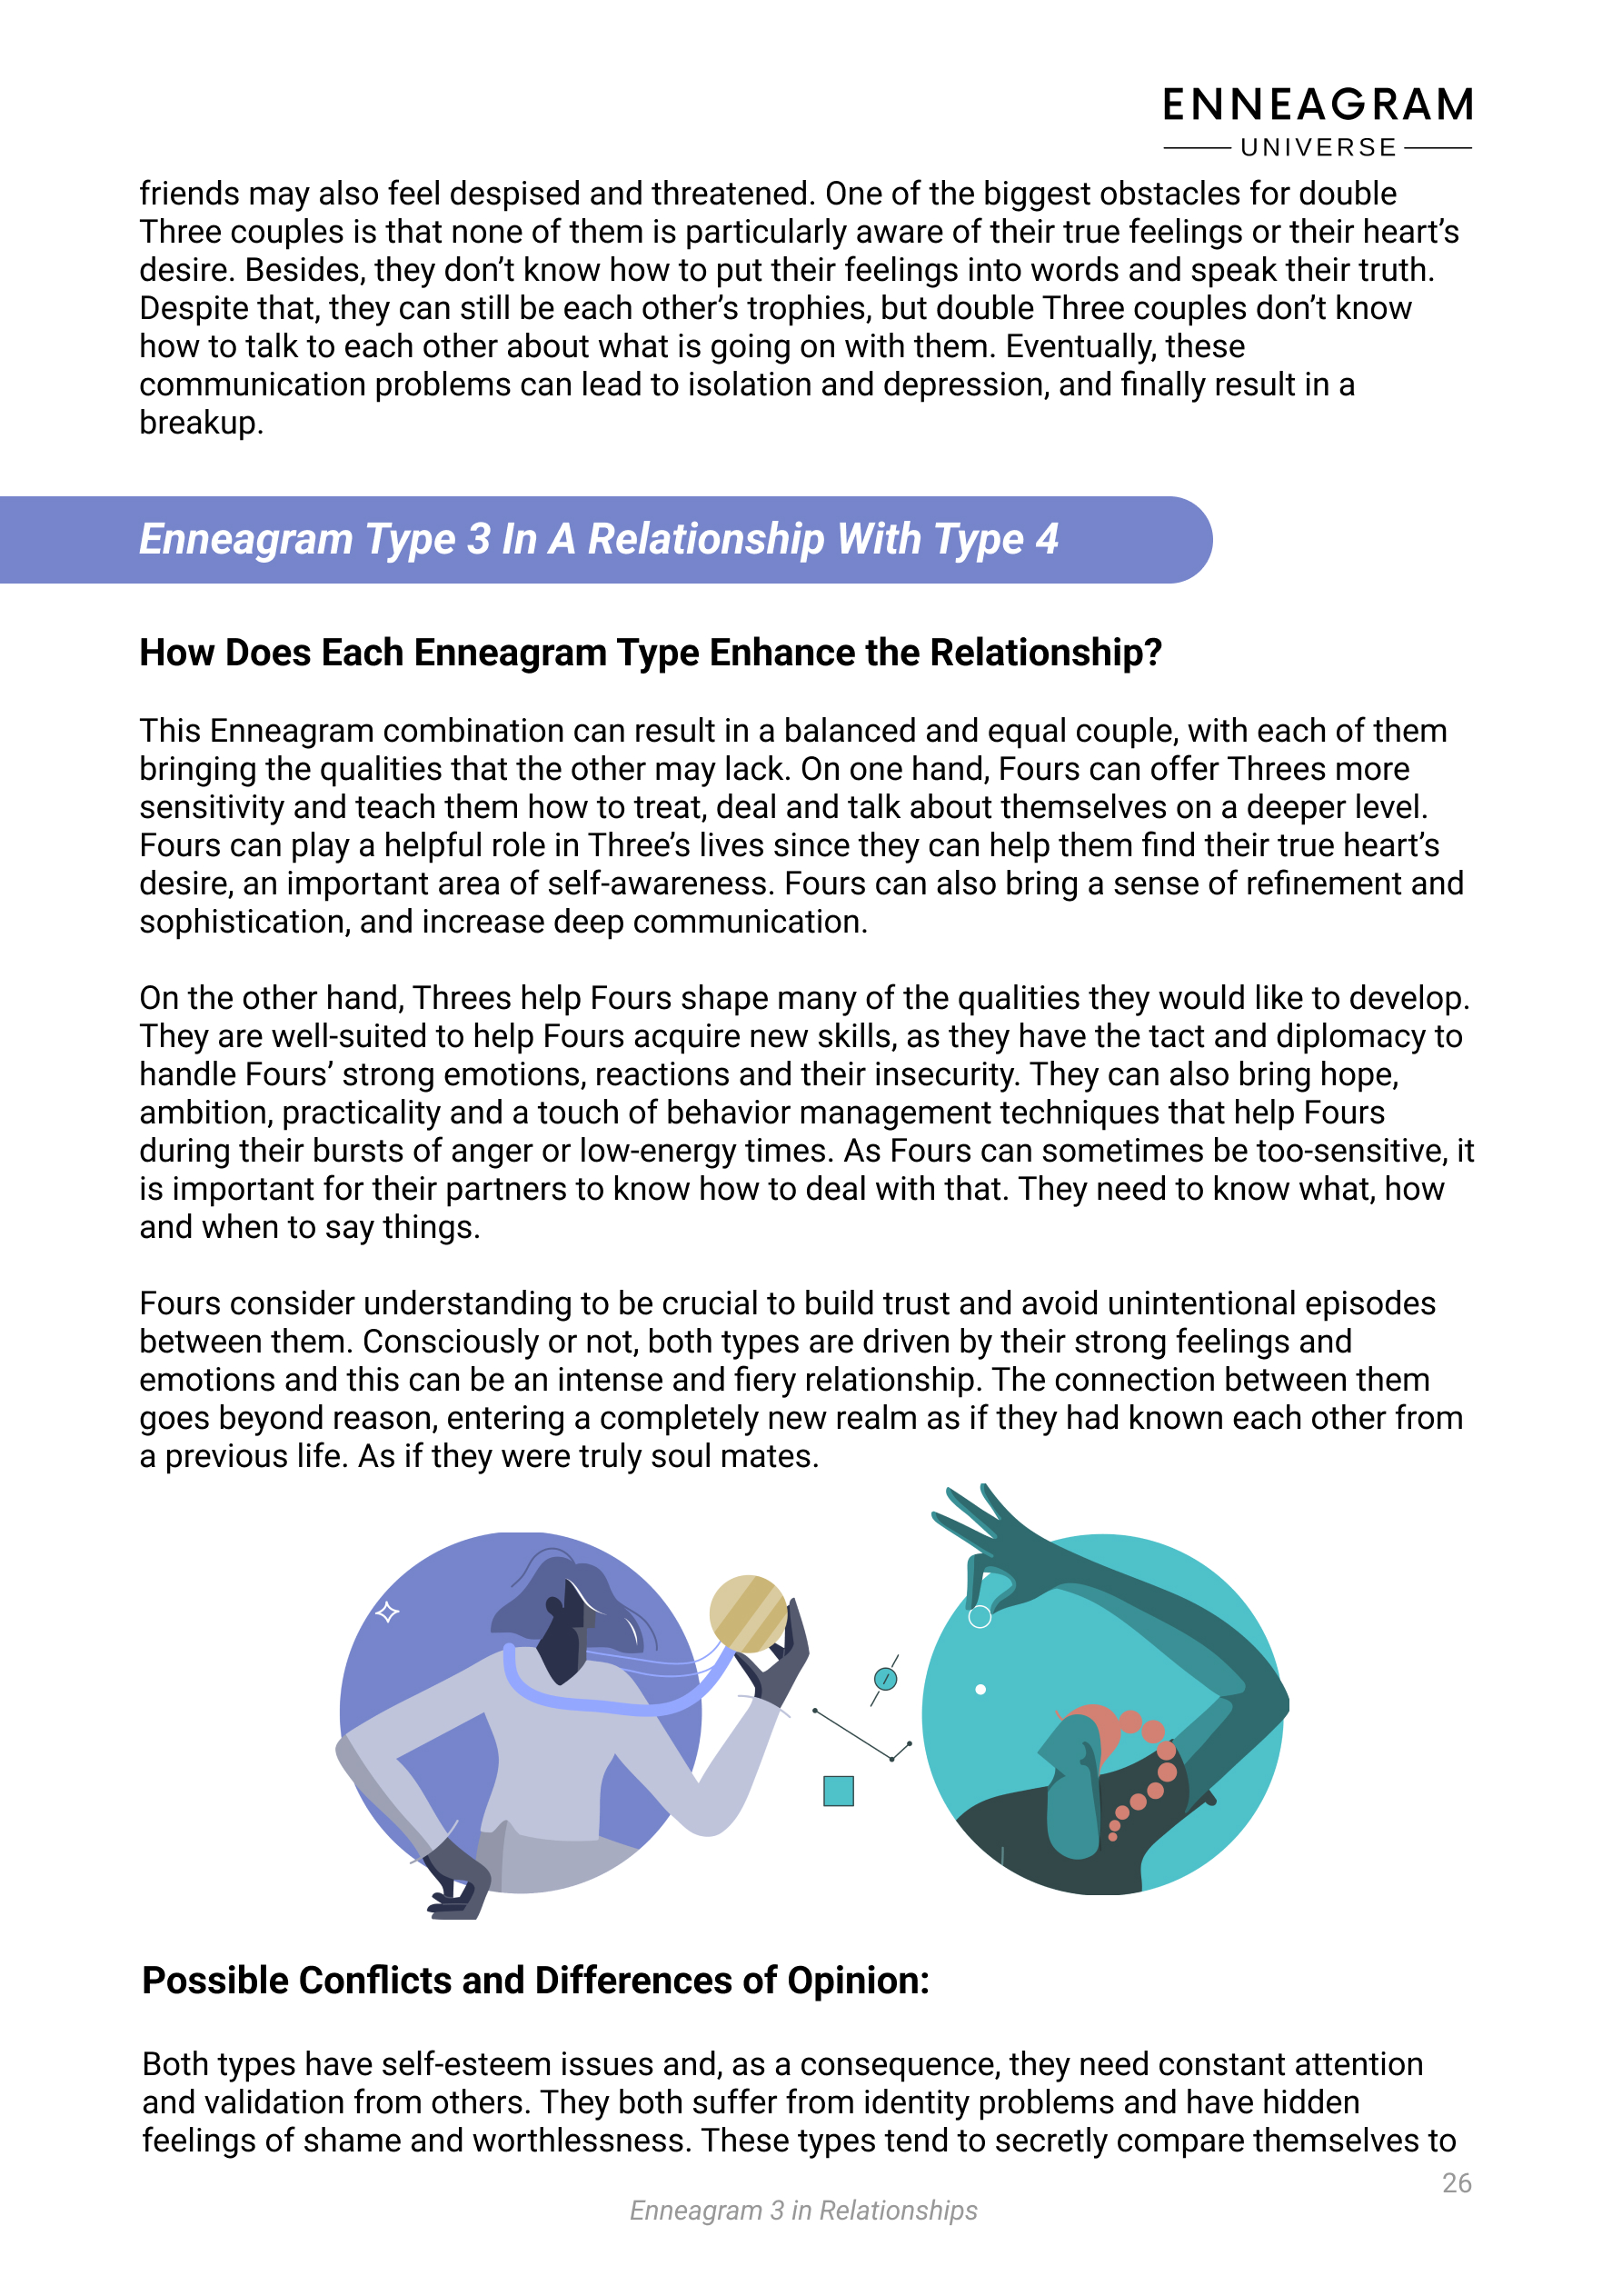 ENNEAGRAM
UNIVERSE
friends may also feel despised and threatened. One of the biggest obstacles for double
Three couples is that none of them is particularly aware of their true feelings or their heart’s
desire. Besides, they don’t know how to put their feelings into words and speak their truth.
Despite that, they can still be each other’s trophies, but double Three couples don’t know
how to talk to each other about what is going on with them. Eventually, these
communication problems can lead to isolation and depression, and finally result in a
breakup.
Enneagram Type 3 In A Relationship With Type 4
How Does Each Enneagram Type Enhance the Relationship?
This Enneagram combination can result in a balanced and equal couple, with each of them
bringing the qualities that the other may lack. On one hand, Fours can offer Threes more
sensitivity and teach them how to treat, deal and talk about themselves on a deeper level.
Fours can play a helpful role in Three’s lives since they can help them find their true heart’s
desire, an important area of self-awareness. Fours can also bring a sense of refinement and
sophistication, and increase deep communication.
On the other hand, Threes help Fours shape many of the qualities they would like to develop.
They are well-suited to help Fours acquire new skills, as they have the tact and diplomacy to
handle Fours’ strong emotions, reactions and their insecurity. They can also bring hope,
ambition, practicality and a touch of behavior management techniques that help Fours
during their bursts of anger or low-energy times. As Fours can sometimes be too-sensitive, it
is important for their partners to know how to deal with that. They need to know what, how
and when to say things.
Fours consider understanding to be crucial to build trust and avoid unintentional episodes
between them. Consciously or not, both types are driven by their strong feelings and
emotions and this can be an intense and fiery relationship. The connection between them
goes beyond reason, entering a completely new realm as if they had known each other from
a previous life. As if they were truly soul mates.
Possible Conflicts and Differences of Opinion:
Both types have self-esteem issues and, as a consequence, they need constant attention
and validation from others. They both suffer from identity problems and have hidden
feelings of shame and worthlessness. These types tend to secretly compare themselves to
26
Enneagram 3 in Relationships